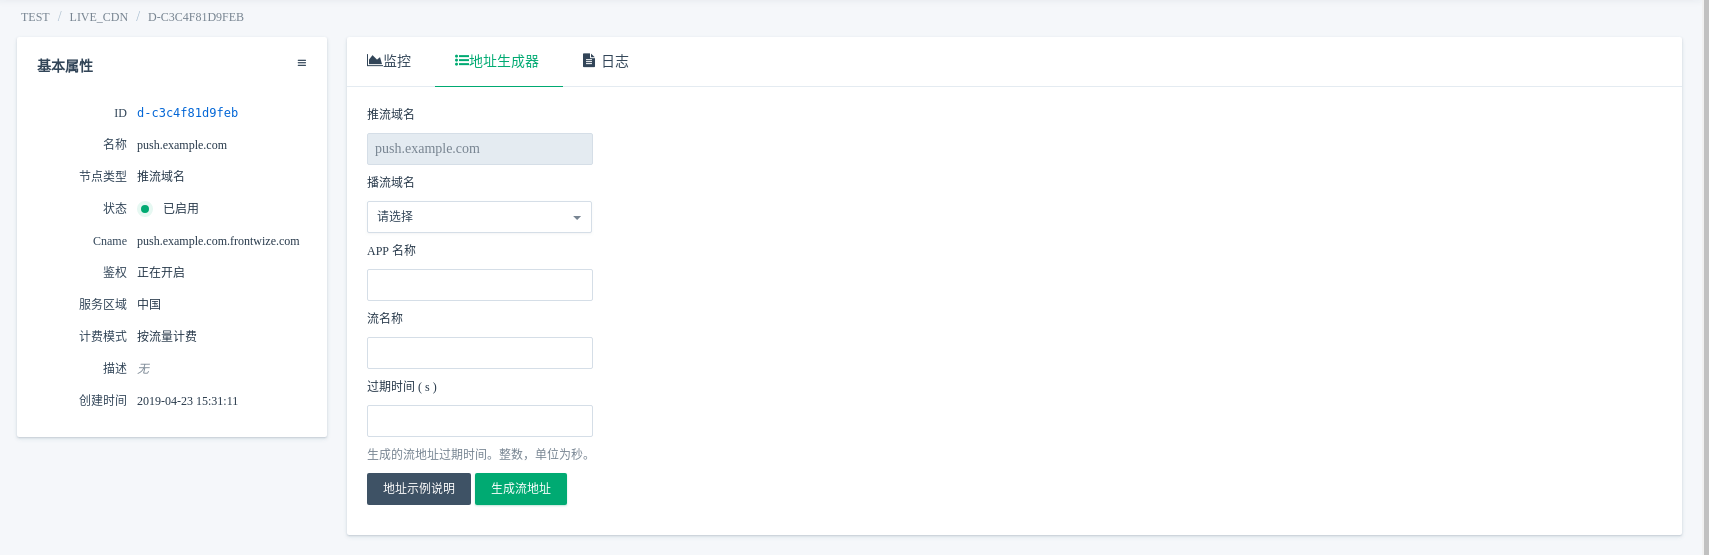 TEST / LIVE_CDN / D-C3C4F81D9FEB
基本属性
ID d-c3c4f81d9feb
名称 push.example.com
节点类型 推流域名
状态 已启用
Cname push.example.com.frontwize.com
鉴权 正在开启
服务区域 中国
计费模式 按流量计费
描述 无
创建时间 2019-04-23 15:31:11
监控 地址生成器 日志
推流域名
push.example.com
播流域名
请选择
APP 名称
流名称
过期时间 ( s )
生成的流地址过期时间。整数，单位为秒。
地址示例说明 生成流地址